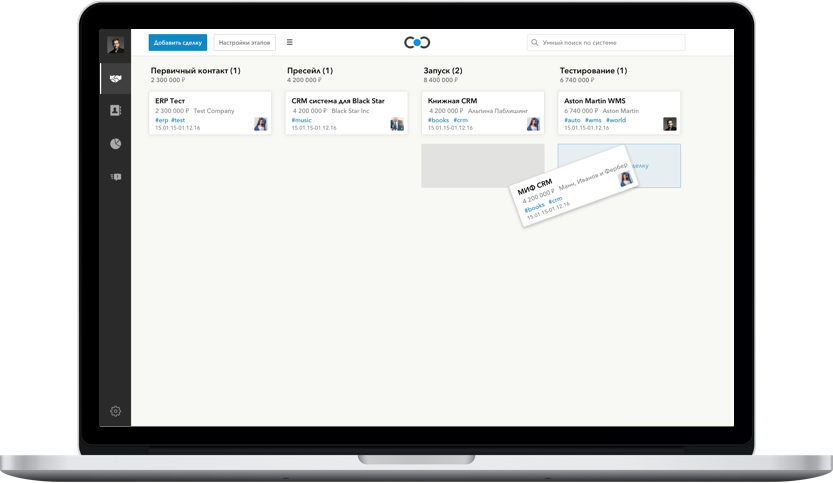 Добавить сделку
Настройки этапов
Умный поиск по системе
Первичный контакт (1)
2 300 000 ₽
ERP Тест
2 300 000 ₽ Test Company
#erp #test
15.01.15-01.12.16
Пресейл (1)
4 200 000 ₽
CRM система для Black Star
4 200 000 ₽ Black Star Inc
#music
15.01.15-01.12.16
Запуск (2)
8 400 000 ₽
Книжная CRM
4 200 000 ₽ Альпина Паблишинг
#books #crm
15.01.15-01.12.16
Тестирование (1)
6 740 000 ₽
Aston Martin WMS
6 740 000 ₽ Aston Martin
#auto #wms #world
15.01.15-01.12.16
МИФ CRM
4 200 000 ₽ Манн, Иванов и Фербер
#books #crm
15.01.15-01.12.16